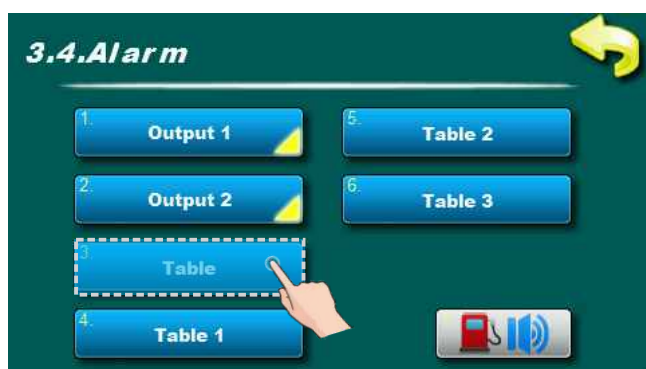 3.4.Alarm
1. Output 1
2. Output 2
3. Table
4. Table 1
5. Table 2
6. Table 3